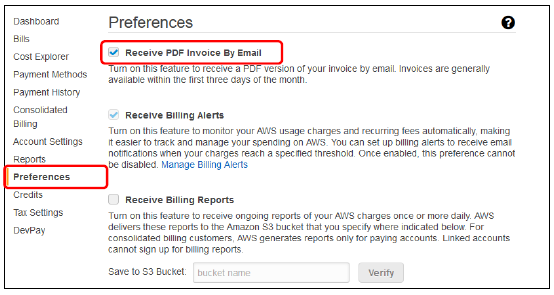 Dashboard
Preferences
?
Bills
Cost Explorer
Payment Methods
Payment History
Consolidated
Billing
Account Settings
Reports
Preferences
Credits
Tax Settings
DevPay
Receive PDF Invoice By Email
Turn on this feature to receive a PDF version of your invoice by email. Invoices are generally
available within the first three days of the month.
Receive Billing Alerts
Turn on this feature to monitor your AWS usage charges and recurring fees automatically, making
it easier to track and manage your spending on AWS. You can set up billing alerts to receive email
notifications when your charges reach a specified threshold. Once enabled, this preference cannot
be disabled. Manage Billing Alerts
Receive Billing Reports
Turn on this feature to receive ongoing reports of your AWS charges once or more daily. AWS
delivers these reports to the Amazon S3 bucket that you specify where indicated below. For
consolidated billing customers, AWS generates reports only for paying accounts. Linked accounts
cannot sign up for billing reports.
Save to S3 Bucket: bucket name Verify